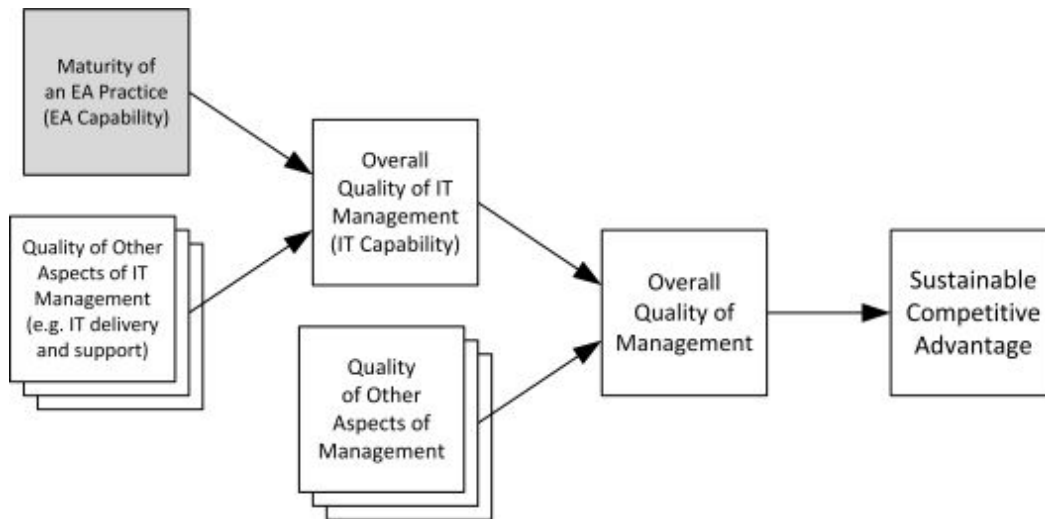 Maturity of
an EA Practice
(EA Capability)
Quality of Other
Aspects of IT
Management
(e.g. IT delivery
and support)
Overall
Quality of IT
Management
(IT Capability)
Quality
of Other
Aspects of
Management
Overall
Quality of
Management
Sustainable
Competitive
Advantage